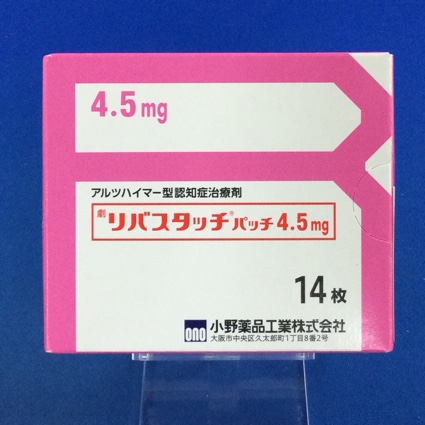 4.5mg
アルツハイマー型認知症治療剤
劇 リバスタッチ®パッチ4.5mg
14枚
ono 小野薬品工業株式会社
大阪市中央区久太郎町1丁目8番2号